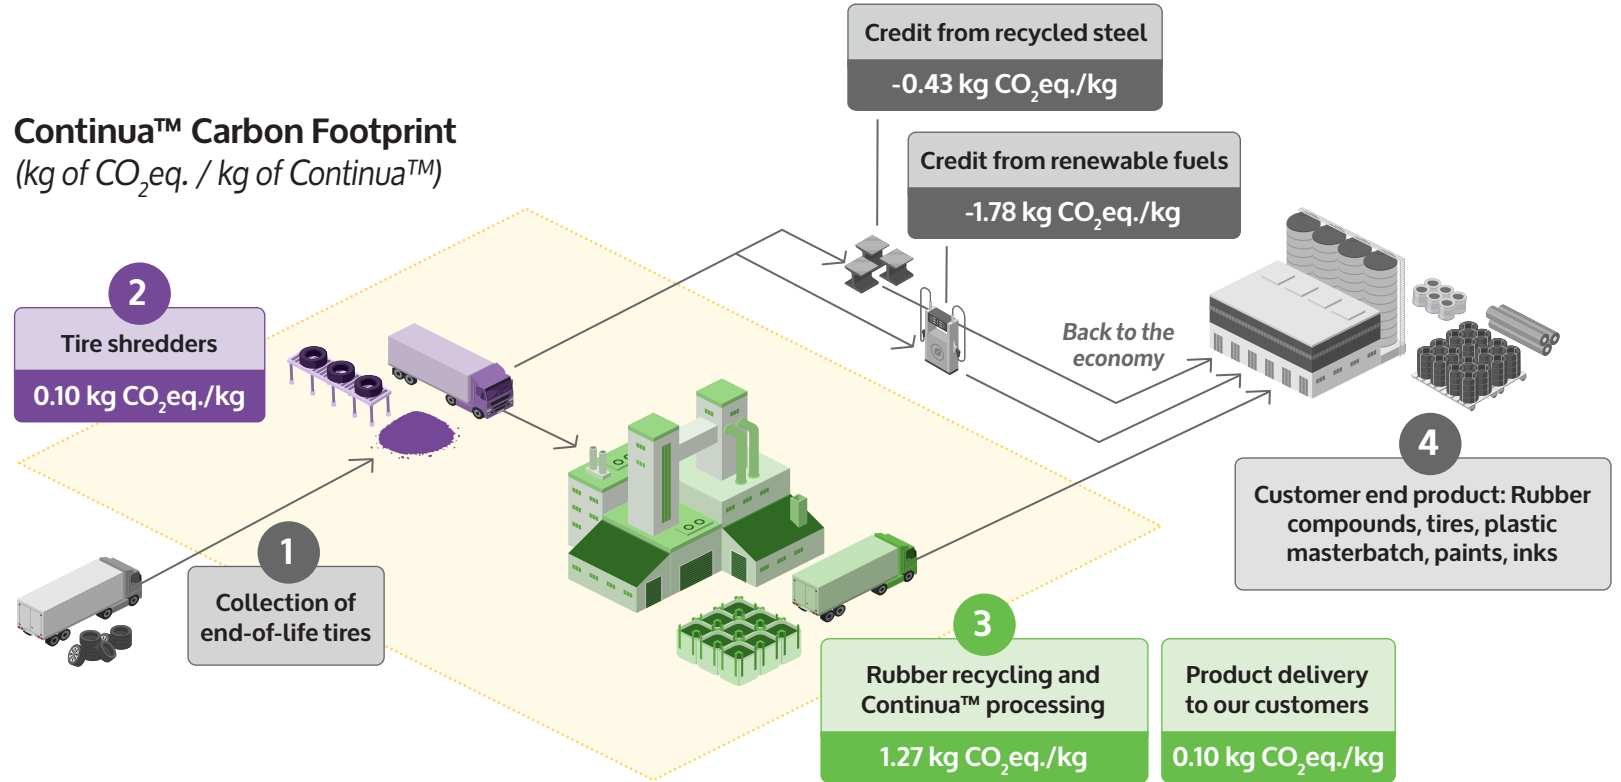 Continua™ Carbon Footprint
(kg of CO₂eq. / kg of Continua™)
Credit from recycled steel
-0.43 kg CO₂eq./kg
Credit from renewable fuels
-1.78 kg CO₂eq./kg
2
Tire shredders
0.10 kg CO₂eq./kg
Back to the
economy
1
Collection of
end-of-life tires
4
Customer end product: Rubber
compounds, tires, plastic
masterbatch, paints, inks
3
Rubber recycling and
Continua™ processing
1.27 kg CO₂eq./kg
Product delivery
to our customers
0.10 kg CO₂eq./kg